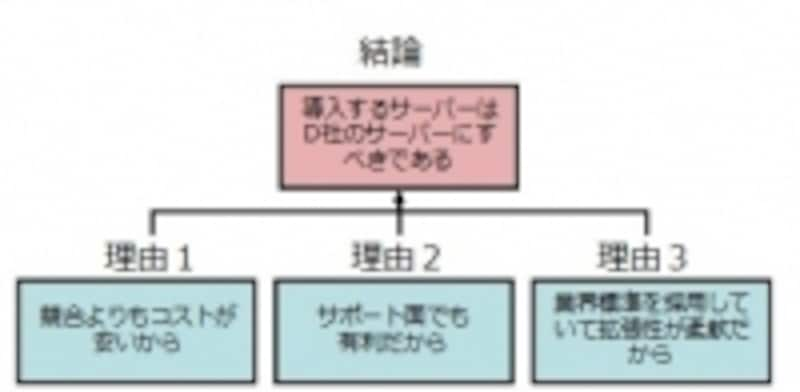 結論
導入するサーバーは
D社のサーバーにす
べきである
理由1
理由2
理由3
競合よりもコストが
安いから
サポート面でも
有利だから
業界標準を採用して
いて拡張性が柔軟だ
から